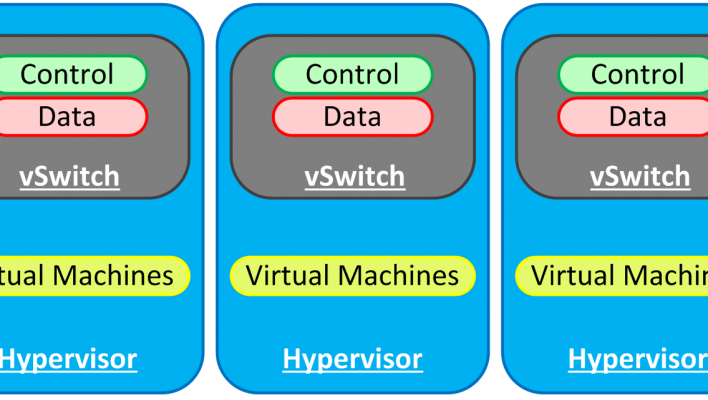 Control Control Control
Data Data Data
vSwitch vSwitch vSwitch
tual Machines Virtual Machines Virtual Machin
Hypervisor Hypervisor Hypervisor